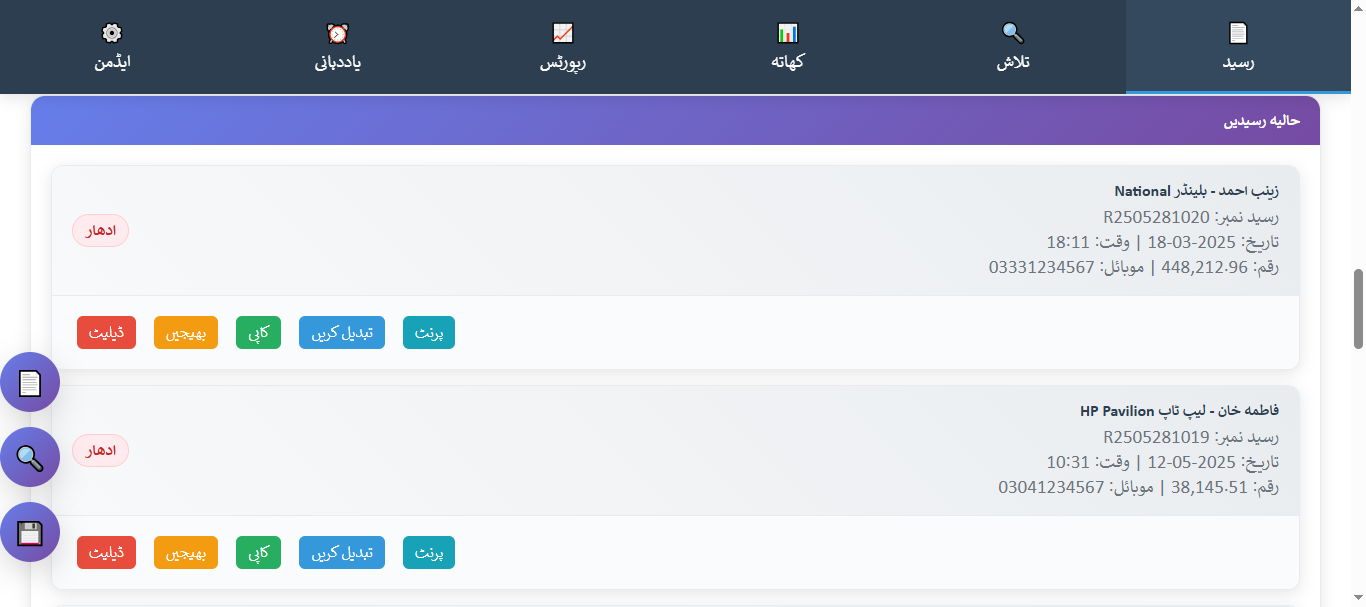 رسید
تلاش
کھاتہ
رپورٹس
یاددہانی
ایڈمن
حالیہ رسیدیں
زینب احمد - بلینڈر National
رسید نمبر: R2505281020
تاریخ: 2025-03-18 | وقت: 18:11
رقم: 448,212.96 | موبائل: 03331234567
ادھار
پرنٹ
تبدیل کریں
کاپی
بھیجیں
ڈیلیٹ
فاطمہ خان - لیپ ٹاپ HP Pavilion
رسید نمبر: R2505281019
تاریخ: 2025-05-12 | وقت: 10:31
رقم: 38,145.51 | موبائل: 03041234567
ادھار
پرنٹ
تبدیل کریں
کاپی
بھیجیں
ڈیلیٹ